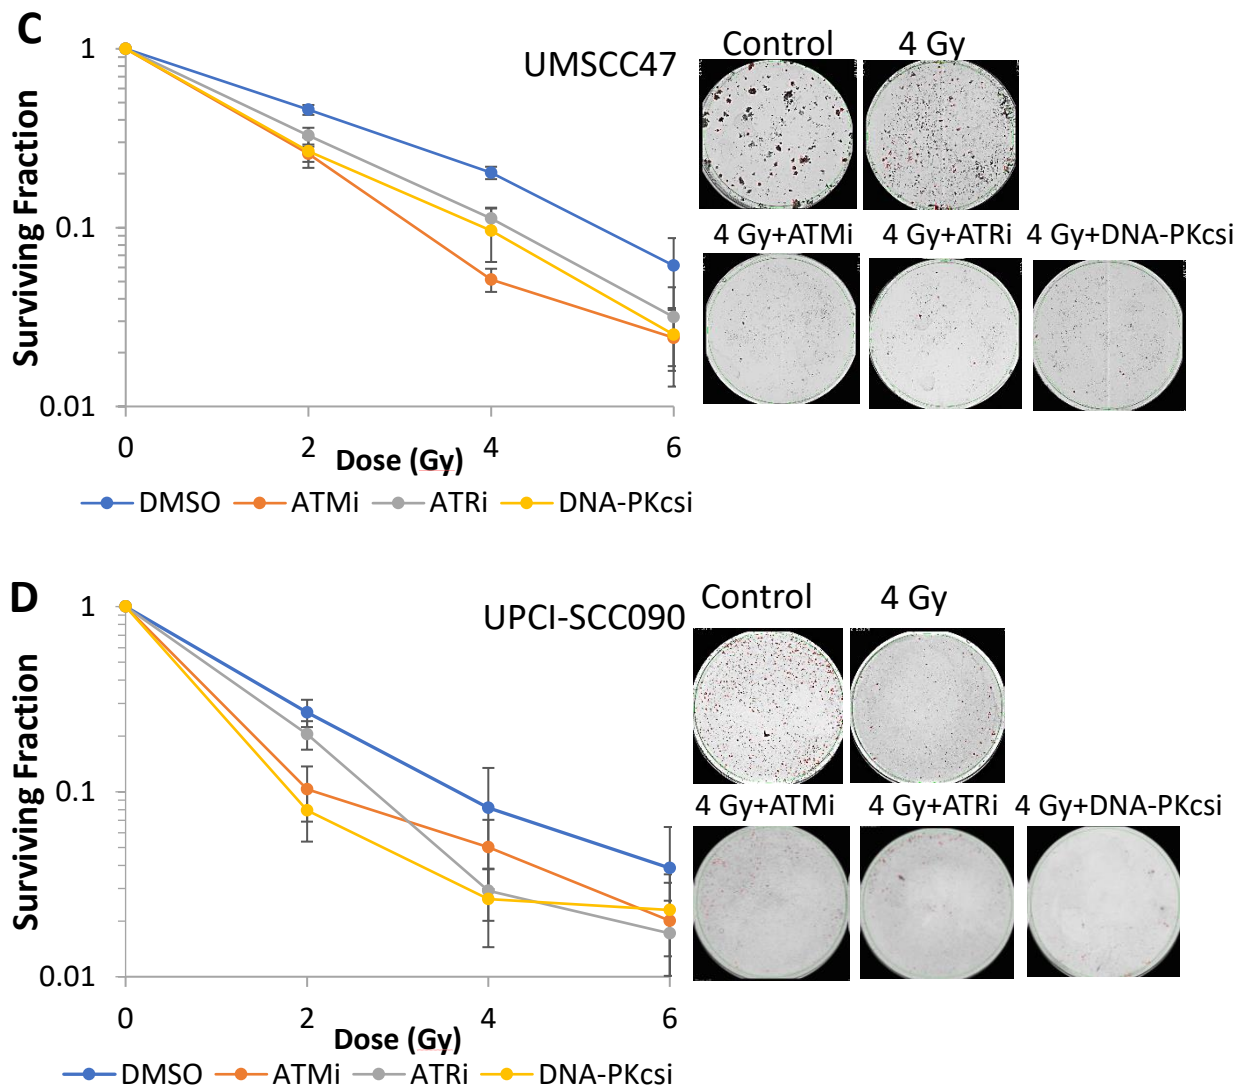 C
UMSCC47
Control 4 Gy
4 Gy+ATMi 4 Gy+ATRi 4 Gy+DNA-PKcsi
Surviving Fraction
1
0.1
0.01
0 2 4 6
Dose (Gy)
DMSO ATMi ATRi DNA-PKcsi
D
UPCI-SCC090
Control 4 Gy
4 Gy+ATMi 4 Gy+ATRi 4 Gy+DNA-PKcsi
Surviving Fraction
1
0.1
0.01
0 2 4 6
Dose (Gy)
DMSO ATMi ATRi DNA-PKcsi